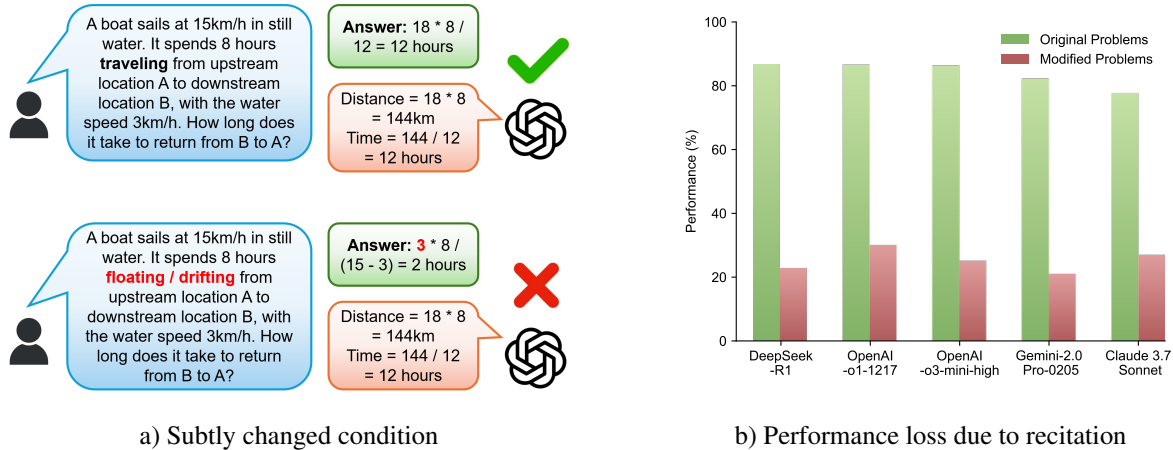 A boat sails at 15km/h in still
water. It spends 8 hours
traveling from upstream
location A to downstream
location B, with the water
speed 3km/h. How long does
it take to return from B to A?
Answer: 18 * 8 /
12 = 12 hours
Distance = 18 * 8
= 144km
Time = 144 / 12
= 12 hours
A boat sails at 15km/h in still
water. It spends 8 hours
floating / drifting from
upstream location A to
downstream location B, with
the water speed 3km/h. How
long does it take to return
from B to A?
Answer: 3 * 8 /
(15 - 3) = 2 hours
Distance = 18 * 8
= 144km
Time = 144 / 12
= 12 hours
a) Subtly changed condition
Performance (%)
100
80
60
40
20
0
Original Problems
Modified Problems
DeepSeek
-R1
OpenAI
-o1-1217
OpenAI
-o3-mini-high
Gemini-2.0
Pro-0205
Claude 3.7
Sonnet
b) Performance loss due to recitation